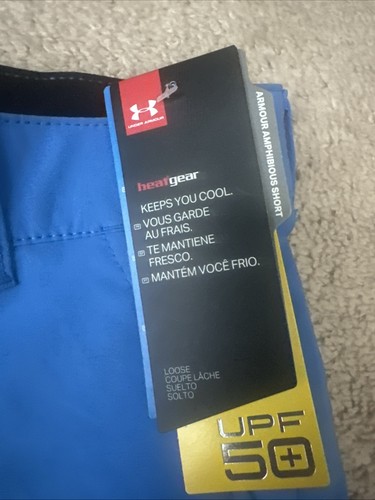 UNDER ARMOUR
heatgear
KEEPS YOU COOL.
VOUS GARDE
AU FRAIS.
TE MANTIENE
FRESCO.
MANTÉM VOCÊ FRIO.
LOOSE
COUPE LÂCHE
SUELTO
SOLTO
ARMOUR AMPHIBIOUS SHORT
UPF
50+